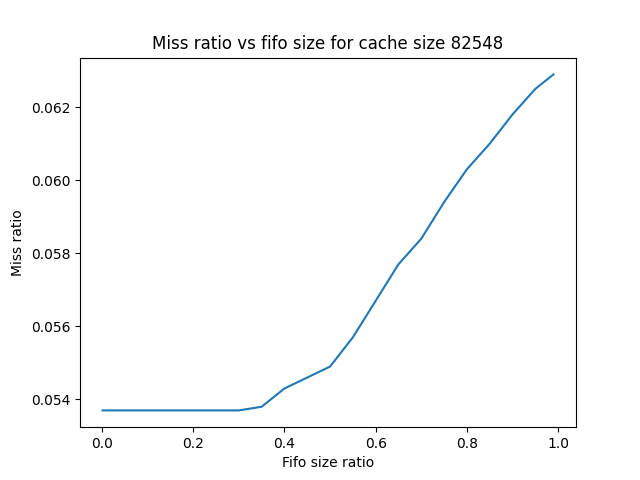 Miss ratio vs fifo size for cache size 82548
0.062
0.060
0.058
0.056
0.054
Miss ratio
0.0 0.2 0.4 0.6 0.8 1.0
Fifo size ratio